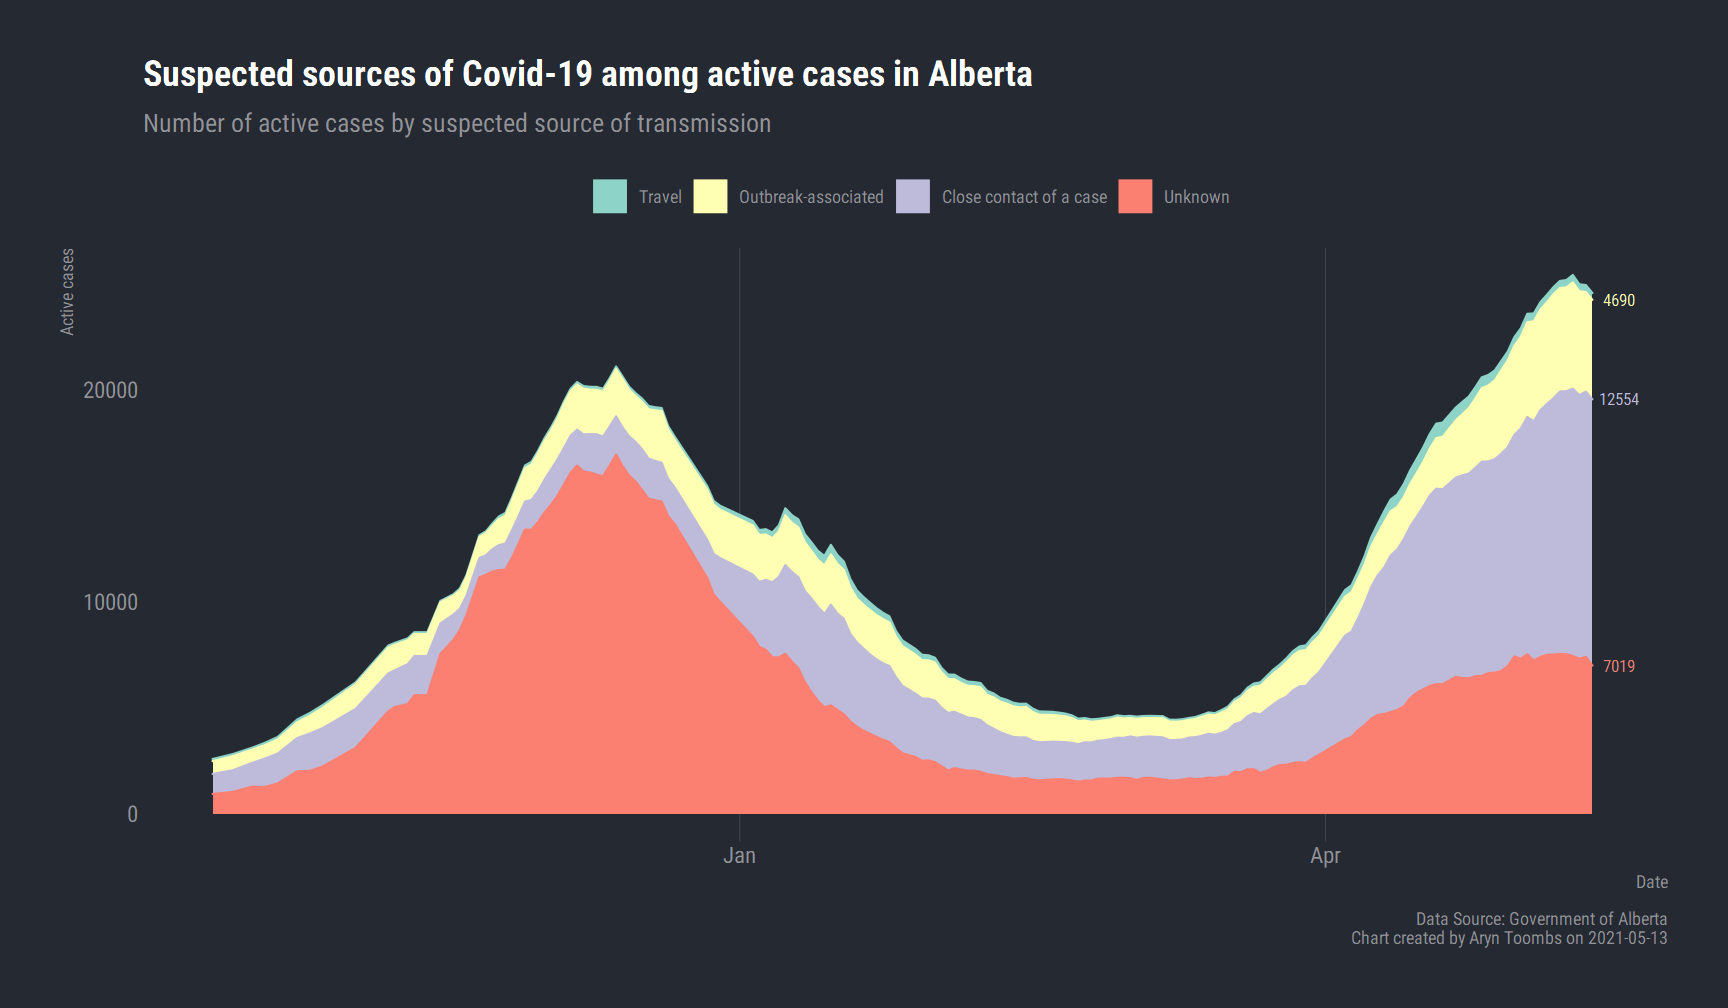 Suspected sources of Covid-19 among active cases in Alberta
Number of active cases by suspected source of transmission
Travel
Outbreak-associated
Close contact of a case
Unknown
Active cases
20000
10000
0
4690
12554
7019
Jan
Apr
Date
Data Source: Government of Alberta
Chart created by Aryn Toombs on 2021-05-13